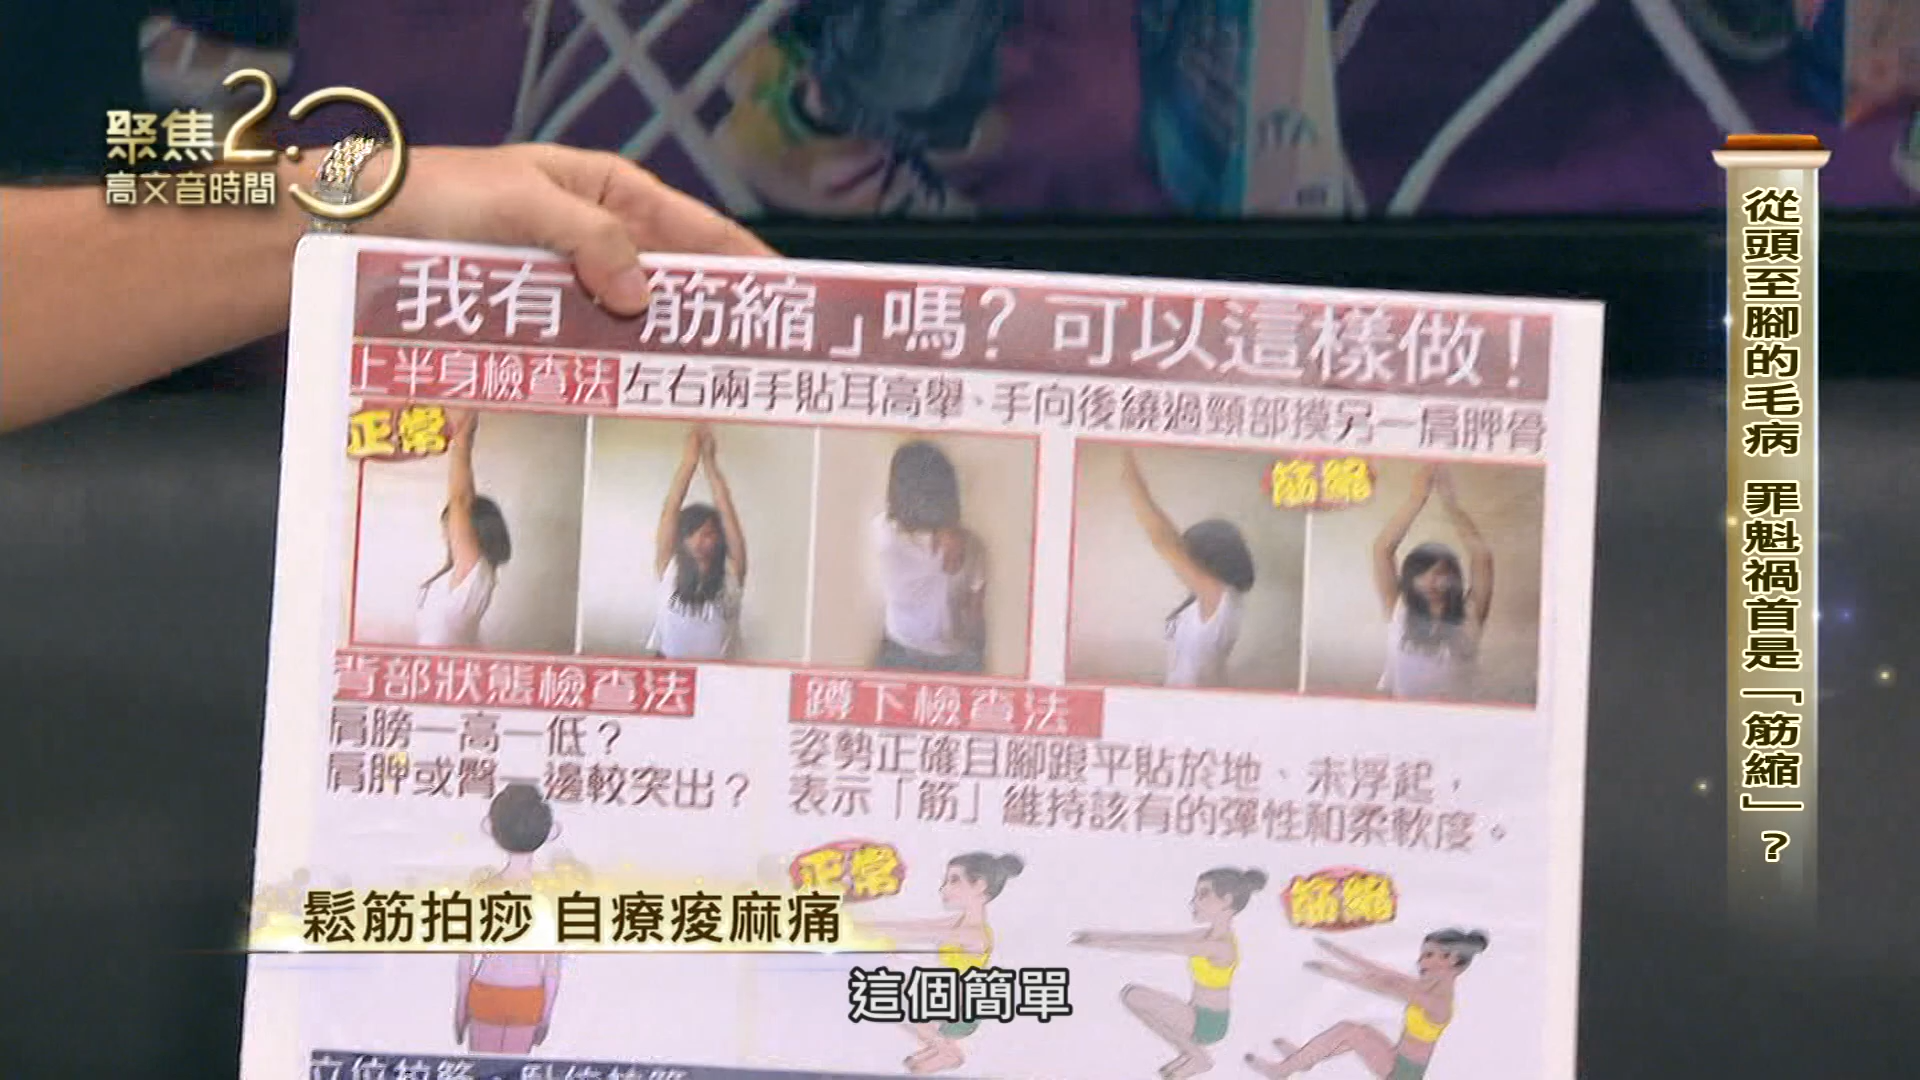 聚焦2.0
高文音時間
從頭至腳的毛病 罪魁禍首是「筋縮」?
我有「筋縮」嗎?可以這樣做!
上半身檢查法 左右兩手貼耳高舉、手向後繞過頸部摸另一肩胛骨
正常
筋縮
背部狀態檢查法
肩膀一高一低?
肩胛或臀一邊較突出?
蹲下檢查法
姿勢正確且腳跟平貼於地、未浮起,
表示「筋」維持該有的彈性和柔軟度。
正常
筋縮
鬆筋拍痧 自療痠麻痛
這個簡單